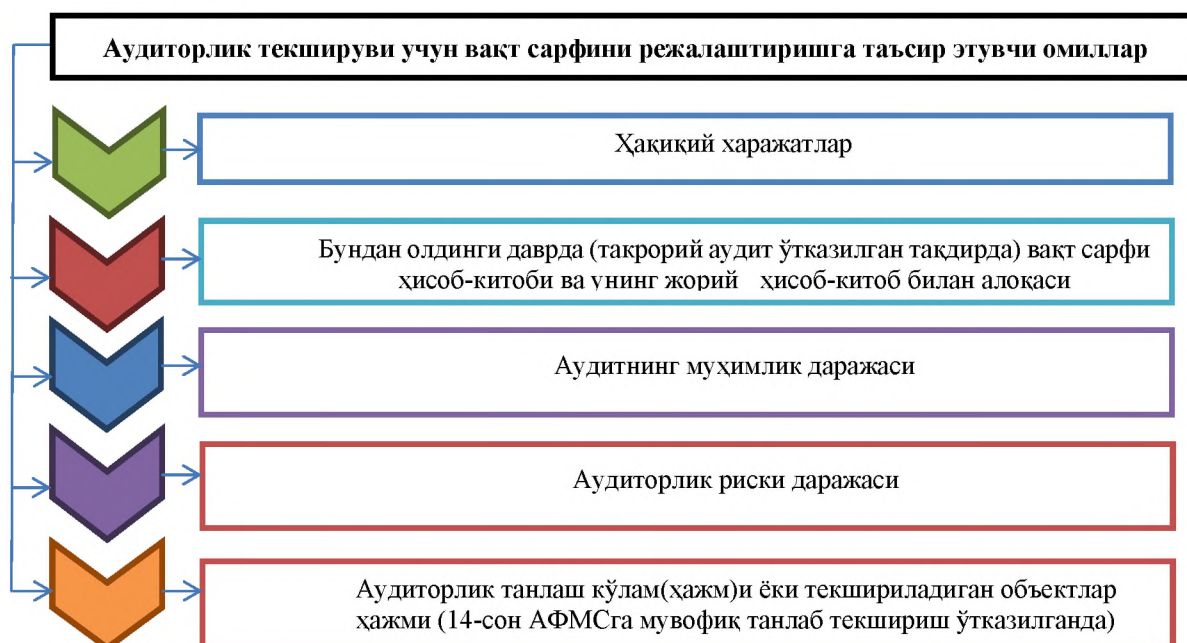 Аудиторлик текшируви учун вақт сарфини режалаштиришга таъсир этувчи омиллар
Ҳақиқий харажатлар
Бундан олдинги даврда (такрорий аудит ўтказилган тақдирда) вақт сарфи
ҳисоб-китоби ва унинг жорий ҳисоб-китоб билан алоқаси
Аудитнинг муҳимлик даражаси
Аудиторлик риски даражаси
Аудиторлик танлаш кўлам(ҳажм)и ёки текшириладиган объектлар
ҳажми (14-сон АФМСга мувофиқ танлаб текшириш ўтказилганда)